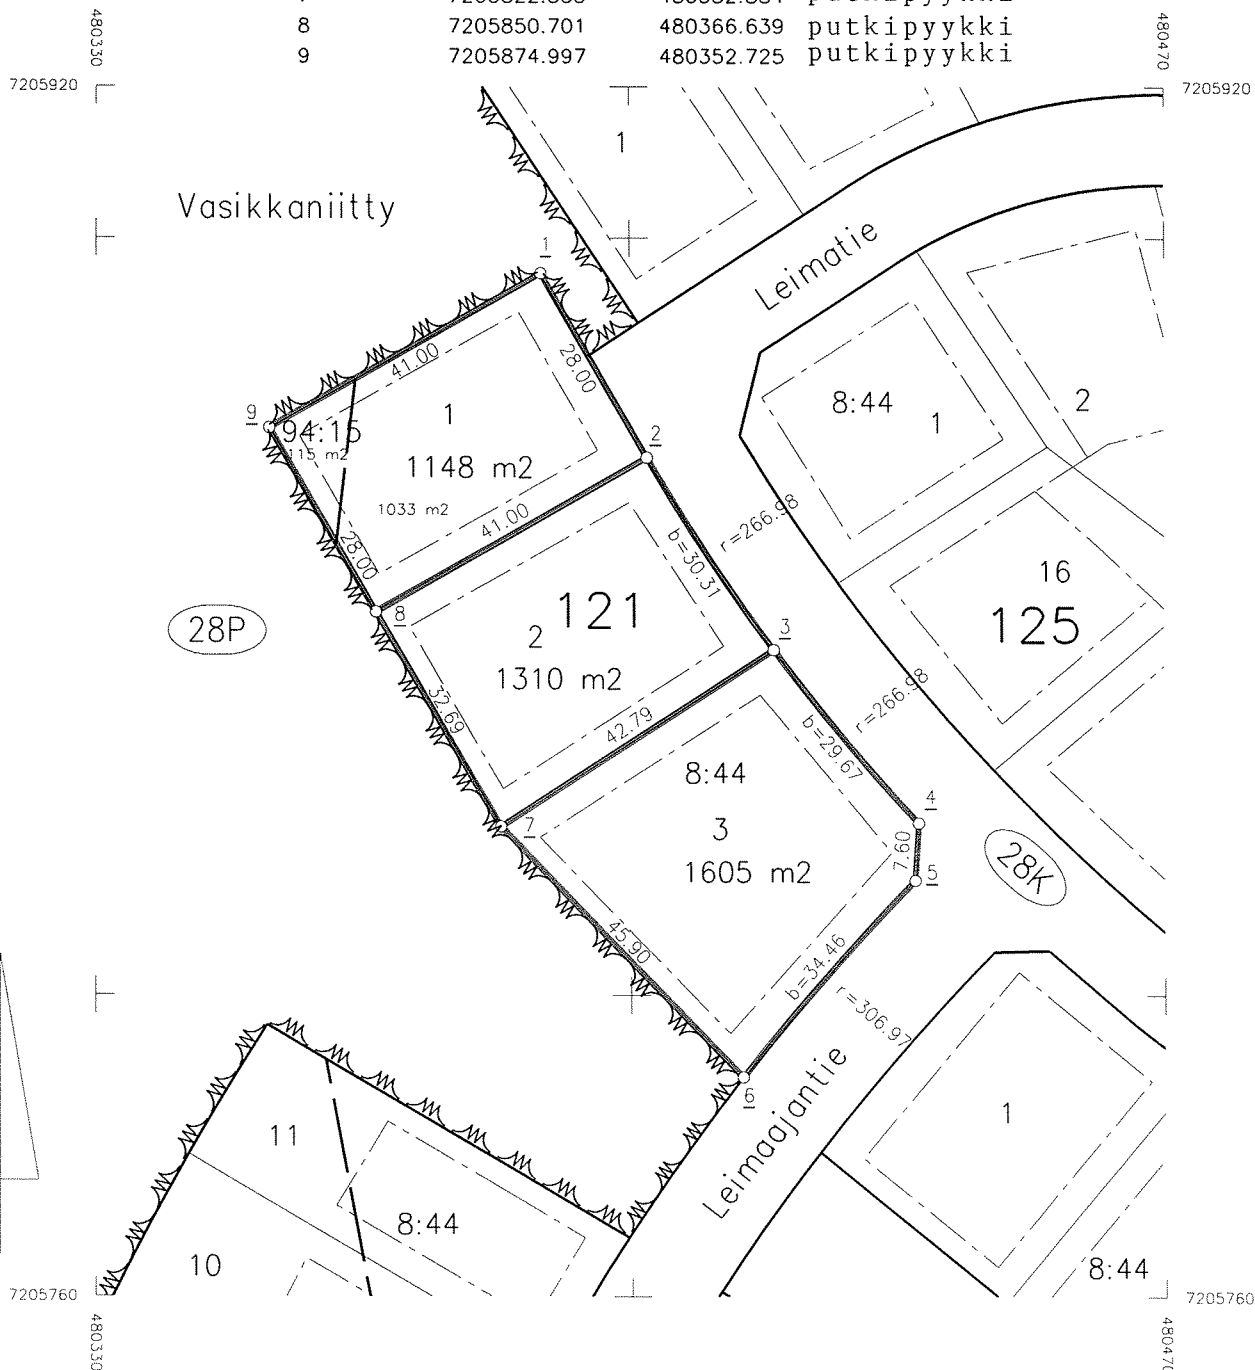 putkipyykki
8 7205850.701 480366.639 putkipyykki
9 7205874.997 480352.725 putkipyykki
480330
480470
7205920
7205920
1
Vasikkaniitty
1
Leimatie
41.00
28.00
9
94:15
115 m2
1
1148 m2
1033 m2
2
8:44
1
2
28.00
41.00
b=30.31
r=266.98
28P
8
121
2
1310 m2
3
16
125
32.69
42.79
b=29.67
r=266.98
8:44
3
1605 m2
7
4
7.60
5
28K
45.90
b=34.46
r=306.97
6
Leimaajantie
1
11
8:44
10
8:44
7205760
7205760
480330
480470